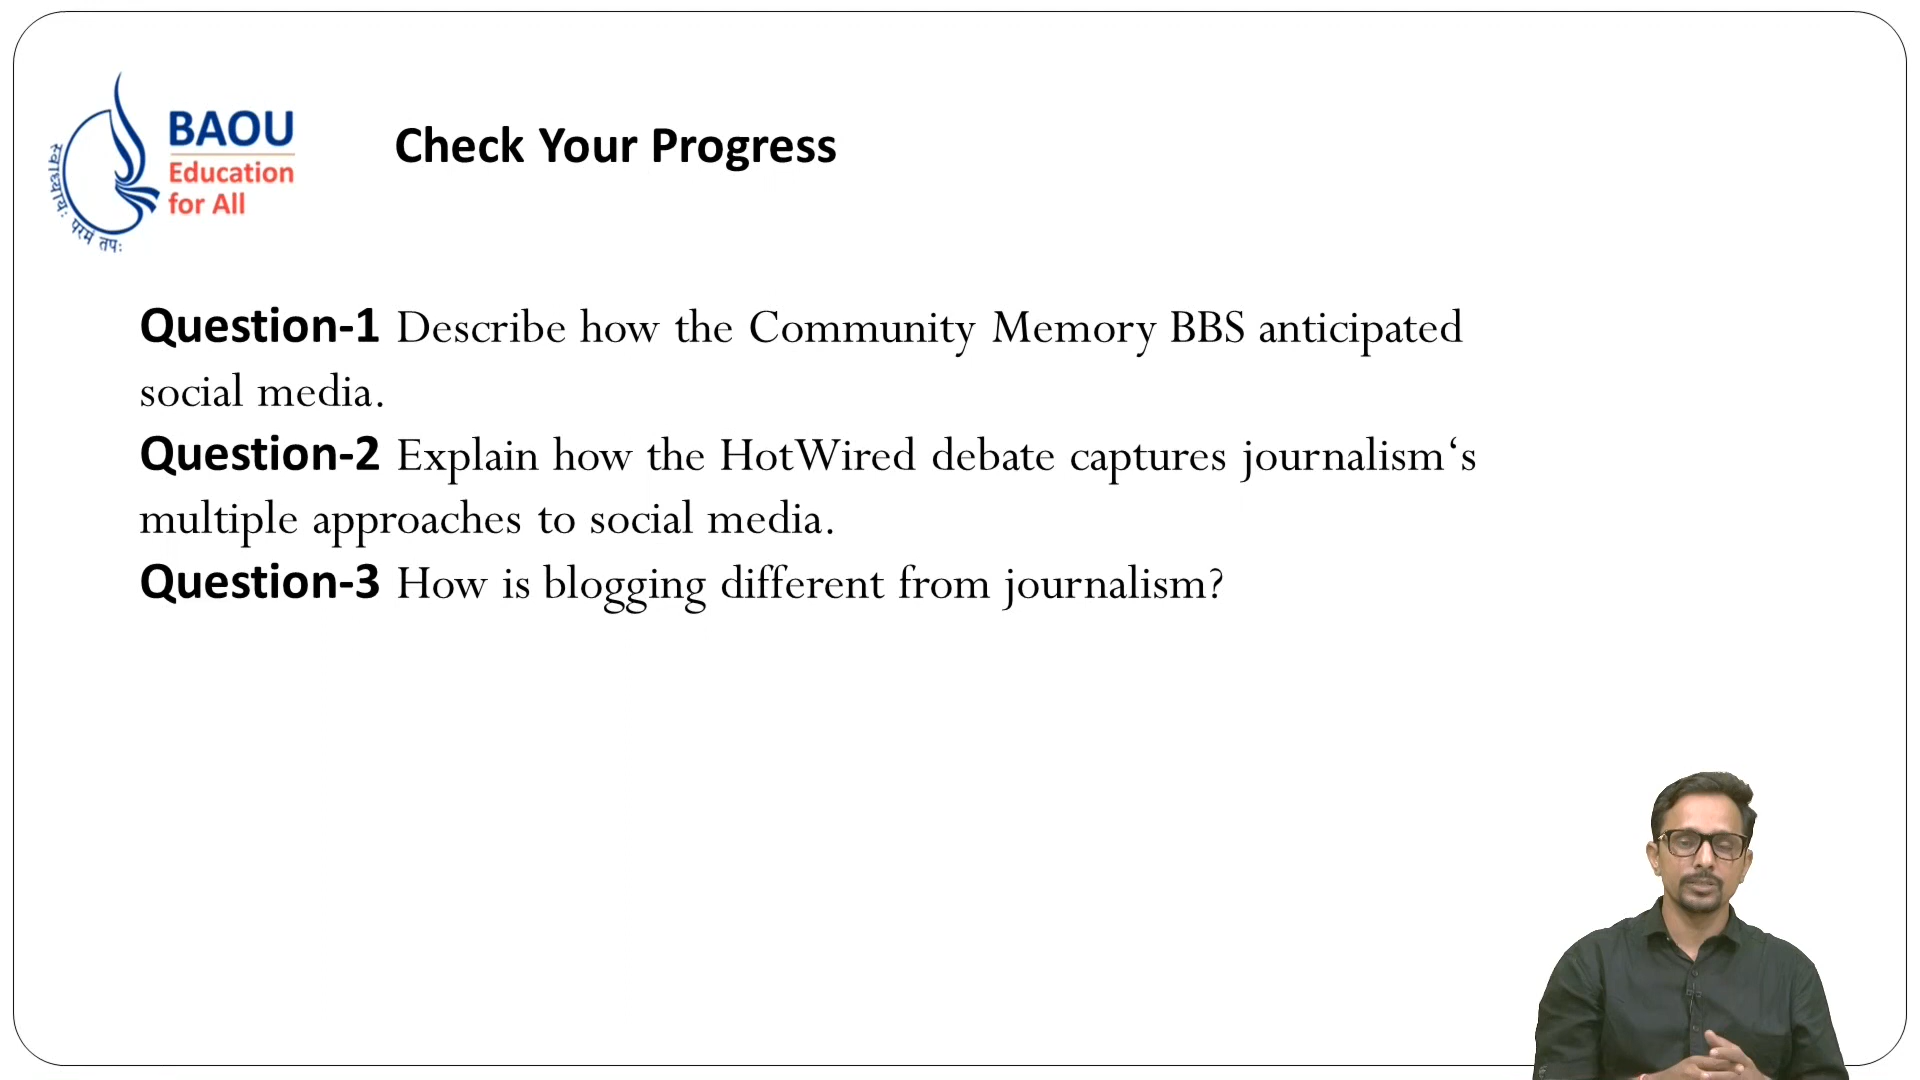 BAOU
Education
for All
स्वाध्यायः परमं तपः
Check Your Progress
Question-1 Describe how the Community Memory BBS anticipated
social media.
Question-2 Explain how the HotWired debate captures journalism‘s
multiple approaches to social media.
Question-3 How is blogging different from journalism?